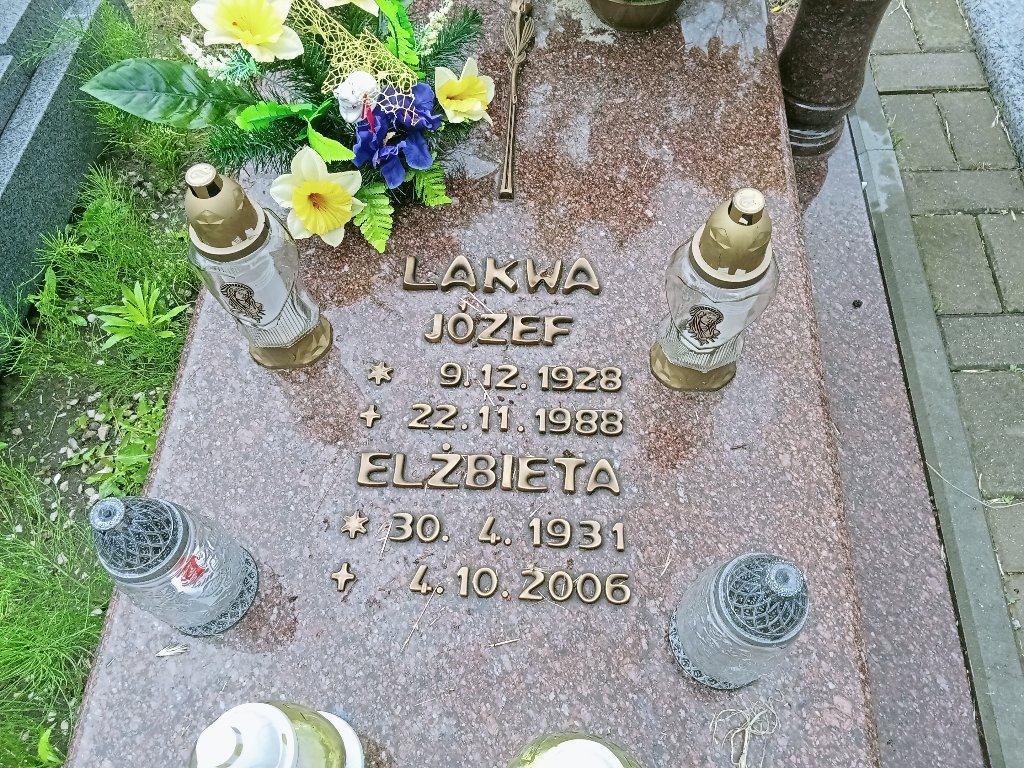 LAKWA
JÓZEF
* 9.12.1928
+ 22.11.1988
ELŻBIETA
* 30. 4. 1931
+ 4.10.2006